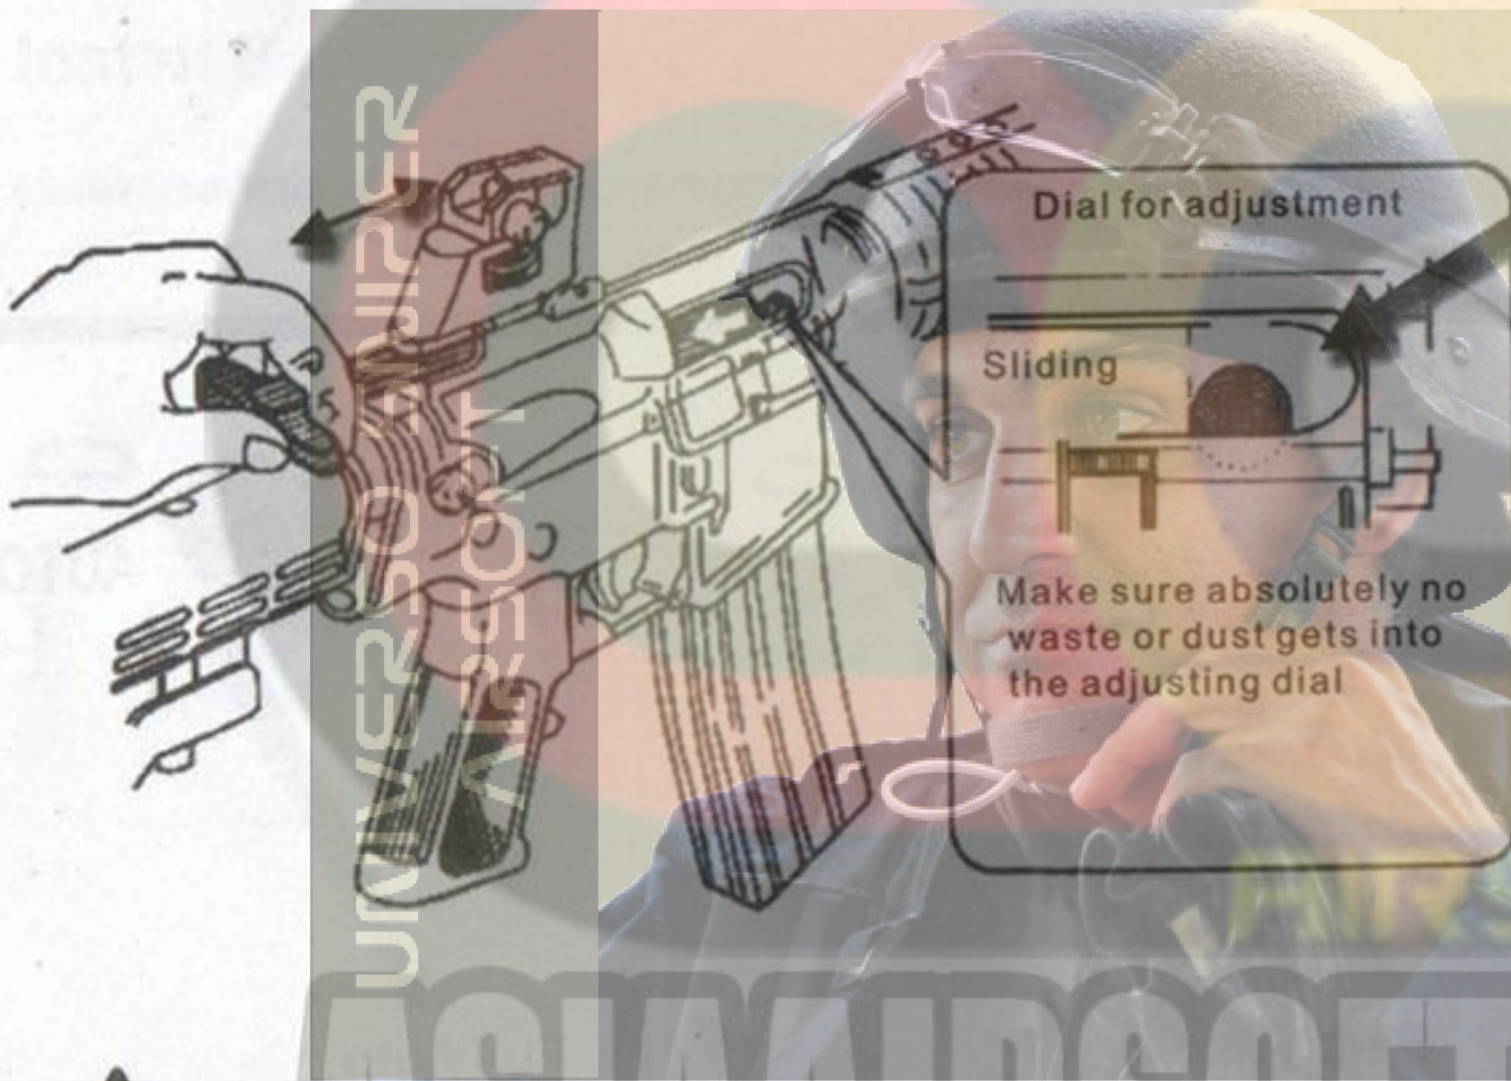 UNIVERSO ANIPER
AIRSOFT
Dial for adjustment
Sliding
Make sure absolutely no
waste or dust gets into
the adjusting dial
AIRS
ASIAAIRSOFT